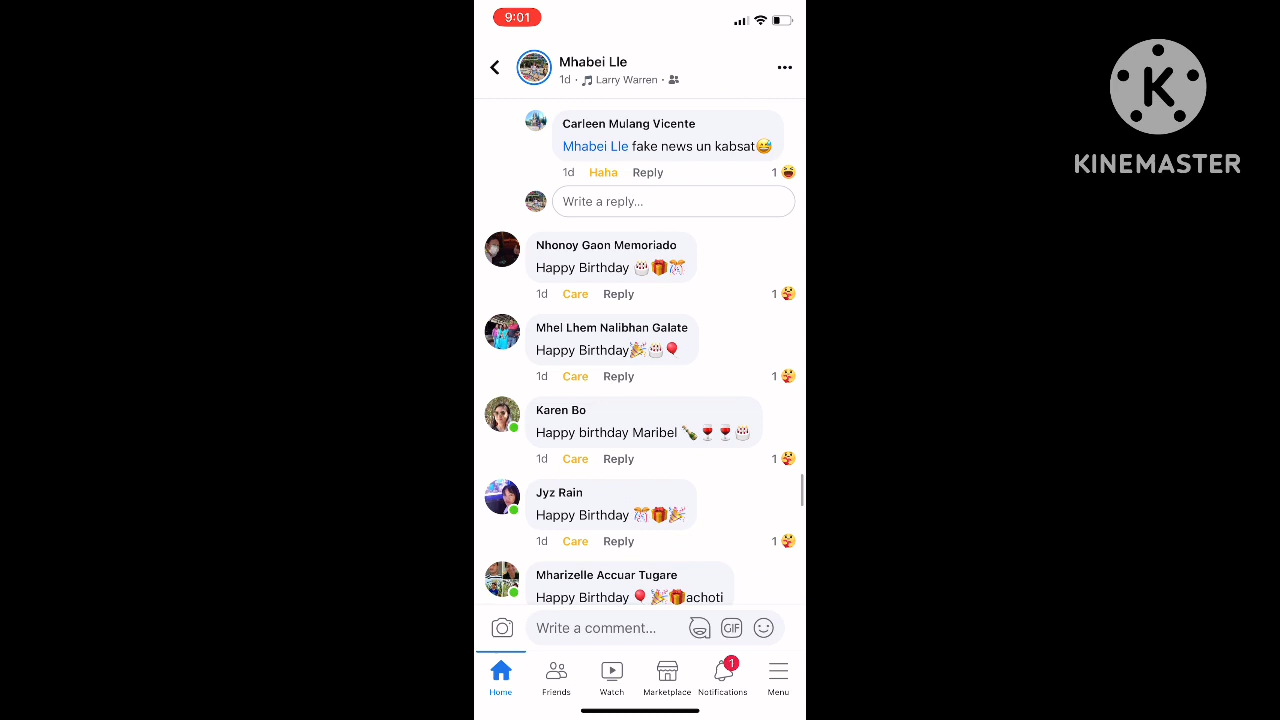 9:01
Mhabei Lle
1d · Larry Warren ·
Carleen Mulang Vicente
Mhabei Lle fake news un kabsat😅
1d Haha Reply 1
Write a reply...
Nhonoy Gaon Memoriado
Happy Birthday 🎂🎁🎊
1d Care Reply 1
Mhel Lhem Nalibhan Galate
Happy Birthday🎉🎂🎈
1d Care Reply 1
Karen Bo
Happy birthday Maribel 🍾🍷🍷🎂
1d Care Reply 1
Jyz Rain
Happy Birthday 🎊🎁🎉
1d Care Reply 1
Mharizelle Accuar Tugare
Happy Birthday 🎈🎉🎁achoti
Write a comment... GIF
1
Home Friends Watch Marketplace Notifications Menu
K
KINEMASTER